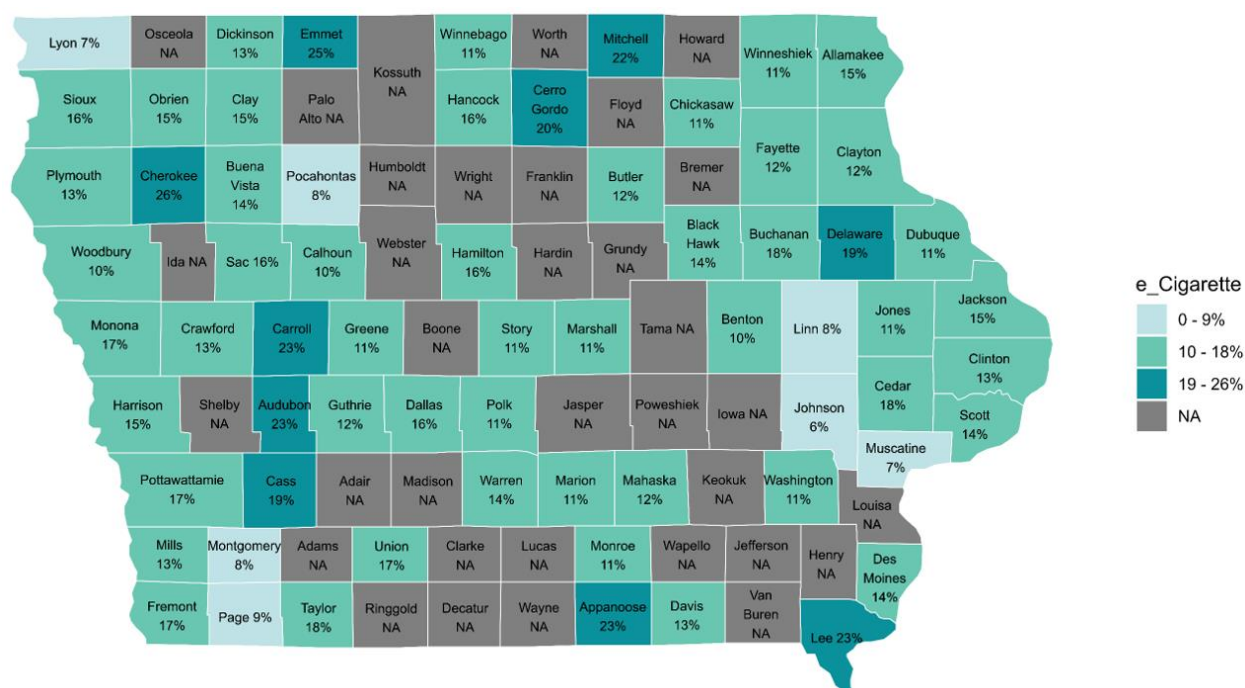 Lyon 7%
Osceola
NA
Dickinson
13%
Emmet
25%
Kossuth
NA
Winnebago
11%
Worth
NA
Mitchell
22%
Howard
NA
Winneshiek
11%
Allamakee
15%
Sioux
16%
Obrien
15%
Clay
15%
Palo
Alto NA
Hancock
16%
Cerro
Gordo
20%
Floyd
NA
Chickasaw
11%
Plymouth
13%
Cherokee
26%
Buena
Vista
14%
Pocahontas
8%
Humboldt
NA
Wright
NA
Franklin
NA
Butler
12%
Bremer
NA
Fayette
12%
Clayton
12%
Woodbury
10%
Ida NA
Sac 16%
Calhoun
10%
Webster
NA
Hamilton
16%
Hardin
NA
Grundy
NA
Black
Hawk
14%
Buchanan
18%
Delaware
19%
Dubuque
11%
Monona
17%
Crawford
13%
Carroll
23%
Greene
11%
Boone
NA
Story
11%
Marshall
11%
Tama NA
Benton
10%
Linn 8%
Jones
11%
Jackson
15%
Clinton
13%
Harrison
15%
Shelby
NA
Audubon
23%
Guthrie
12%
Dallas
16%
Polk
11%
Jasper
NA
Poweshiek
NA
Iowa NA
Johnson
6%
Cedar
18%
Scott
14%
Muscatine
7%
Pottawattamie
17%
Cass
19%
Adair
NA
Madison
NA
Warren
14%
Marion
11%
Mahaska
12%
Keokuk
NA
Washington
11%
Louisa
NA
Mills
13%
Montgomery
8%
Adams
NA
Union
17%
Clarke
NA
Lucas
NA
Monroe
11%
Wapello
NA
Jefferson
NA
Henry
NA
Des
Moines
14%
Fremont
17%
Page 9%
Taylor
18%
Ringgold
NA
Decatur
NA
Wayne
NA
Appanoose
23%
Davis
13%
Van
Buren
NA
Lee 23%
e_Cigarette
0 - 9%
10 - 18%
19 - 26%
NA